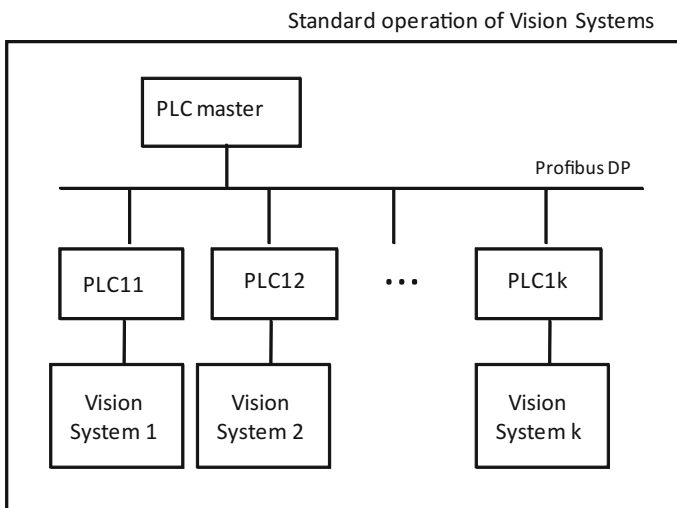 Standard operation of Vision Systems
PLC master
Profibus DP
PLC11
PLC12
...
PLC1k
Vision
System 1
Vision
System 2
Vision
System k